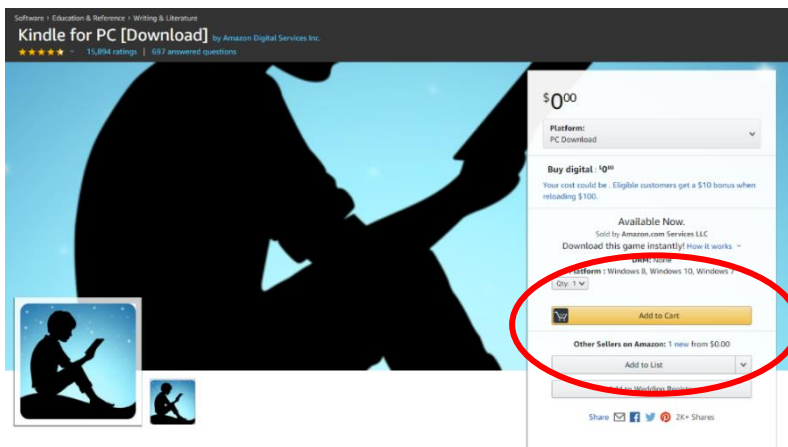 Software › Education & Reference › Writing & Literature
Kindle for PC [Download] by Amazon Digital Services Inc.
15,894 ratings | 697 answered questions
$0.00
Platform:
PC Download
Buy digital : $0.00
Your cost could be . Eligible customers get a $10 bonus when
reloading $100.
Available Now.
Sold by Amazon.com Services LLC
Download this game instantly! How it works
DRM: None
Platform : Windows 8, Windows 10, Windows 7
Qty: 1
Add to Cart
Other Sellers on Amazon: 1 new from $0.00
Add to List
Add to Wedding Registry
Share 2K+ Shares